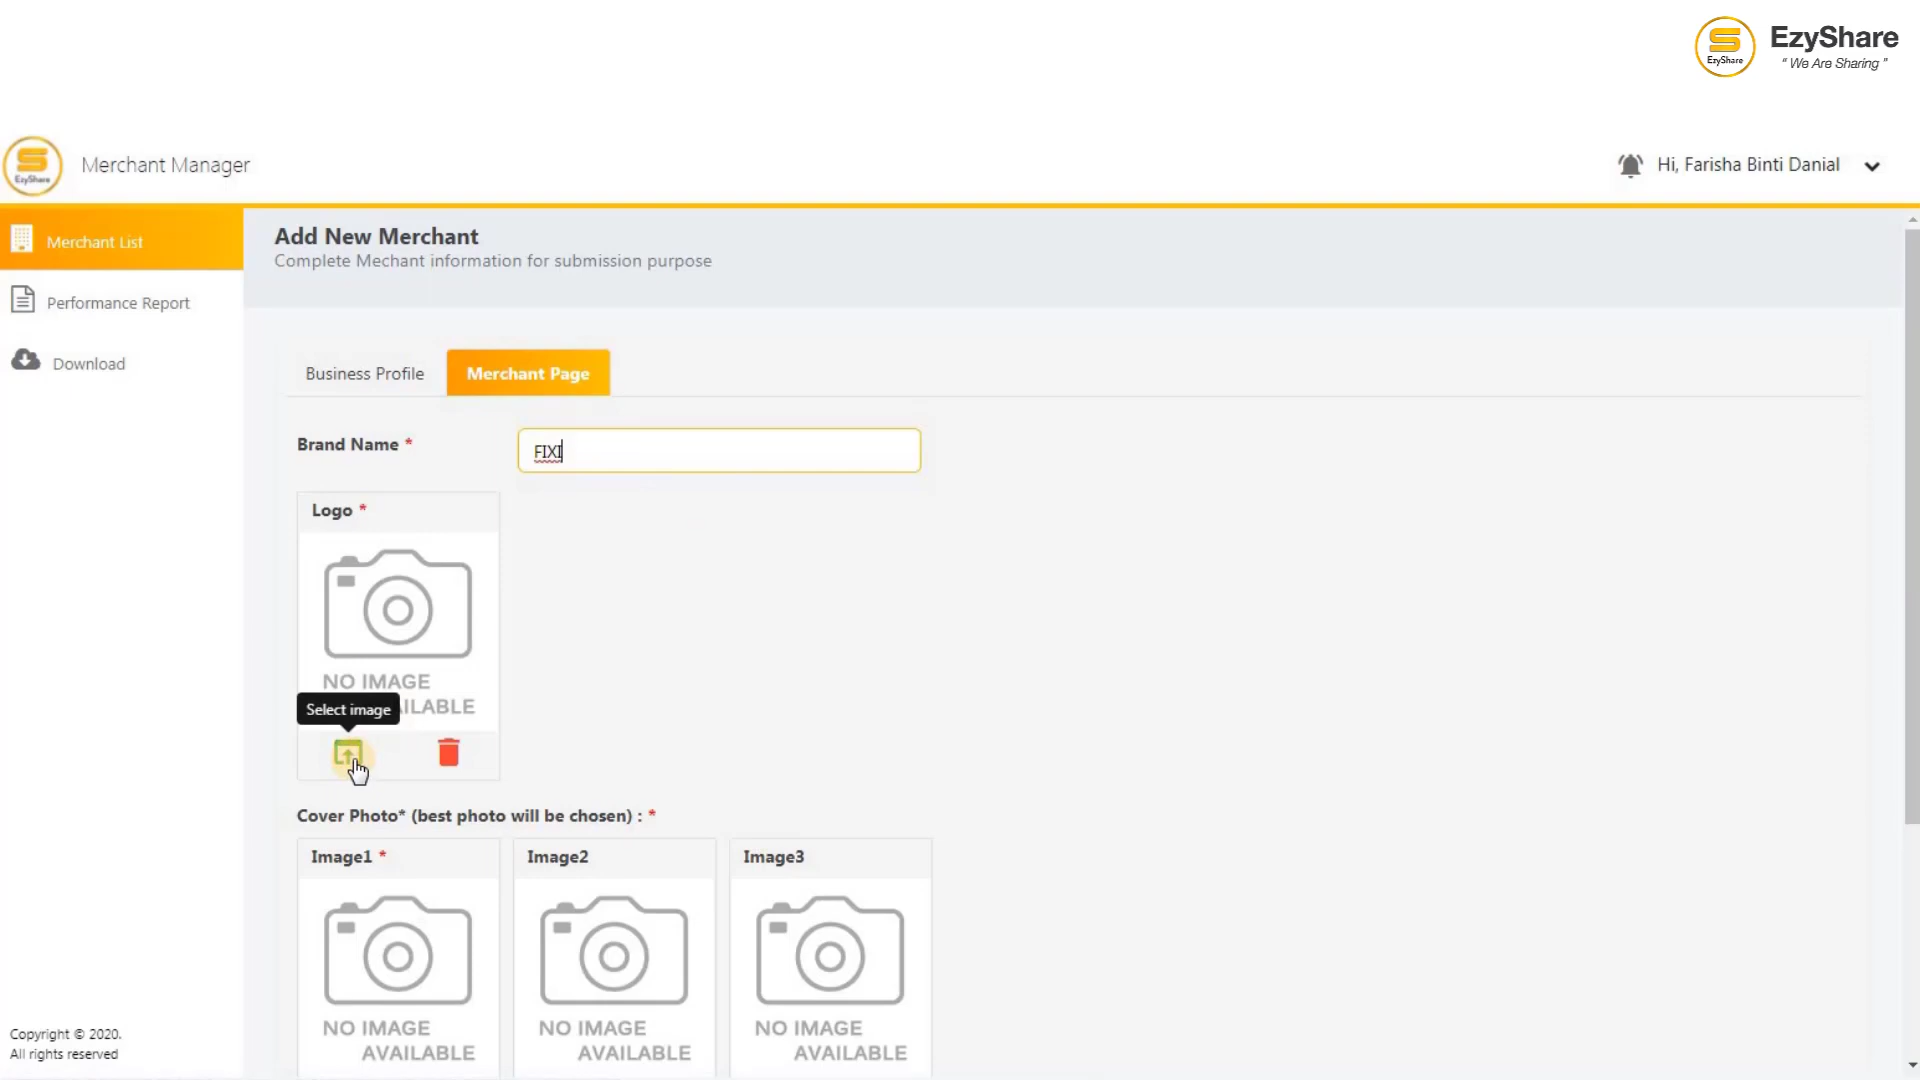 EzyShare
EzyShare
" We Are Sharing "
EzyShare
Merchant Manager
Hi, Farisha Binti Danial
Merchant List
Performance Report
Download
Add New Merchant
Complete Mechant information for submission purpose
Business Profile
Merchant Page
Brand Name *
FIXI
Logo *
NO IMAGE
ILABLE
Select image
Cover Photo* (best photo will be chosen) : *
Image1 *
Image2
Image3
NO IMAGE
AVAILABLE
NO IMAGE
AVAILABLE
NO IMAGE
AVAILABLE
Copyright © 2020.
All rights reserved